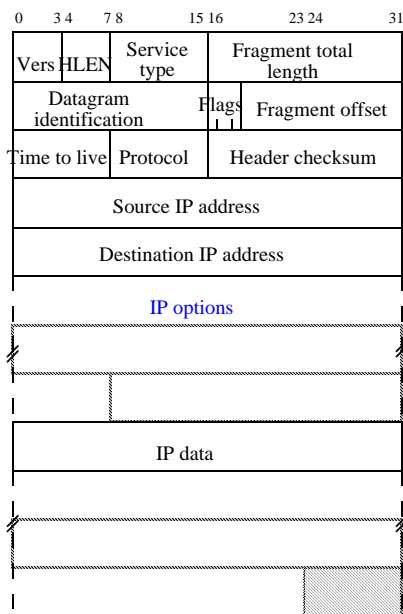 0 3 4 7 8 15 16 23 24 31
Vers HLEN Service type Fragment total length
Datagram identification Flags Fragment offset
Time to live Protocol Header checksum
Source IP address
Destination IP address
IP options
IP data